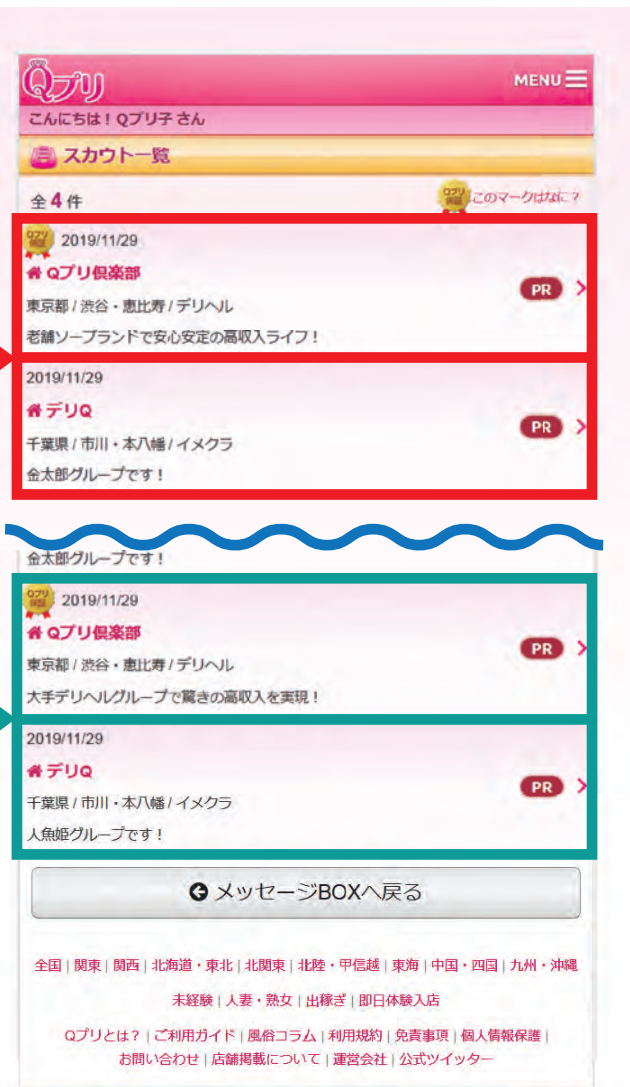 Qプリ
MENU
こんにちは！Qプリ子 さん
スカウト一覧
全4件
Qプリ保証 このマークはなに？
Qプリ保証 2019/11/29
Qプリ倶楽部
東京都 / 渋谷・恵比寿 / デリヘル
PR
老舗ソープランドで安心安定の高収入ライフ！
2019/11/29
デリQ
千葉県 / 市川・本八幡 / イメクラ
PR
金太郎グループです！
金太郎グループです！
Qプリ保証 2019/11/29
Qプリ倶楽部
東京都 / 渋谷・恵比寿 / デリヘル
PR
大手デリヘルグループで驚きの高収入を実現！
2019/11/29
デリQ
千葉県 / 市川・本八幡 / イメクラ
PR
人魚姫グループです！
メッセージBOXへ戻る
全国 | 関東 | 関西 | 北海道・東北 | 北関東 | 北陸・甲信越 | 東海 | 中国・四国 | 九州・沖縄
未経験 | 人妻・熟女 | 出稼ぎ | 即日体験入店
Qプリとは？ | ご利用ガイド | 風俗コラム | 利用規約 | 免責事項 | 個人情報保護 |
お問い合わせ | 店舗掲載について | 運営会社 | 公式ツイッター